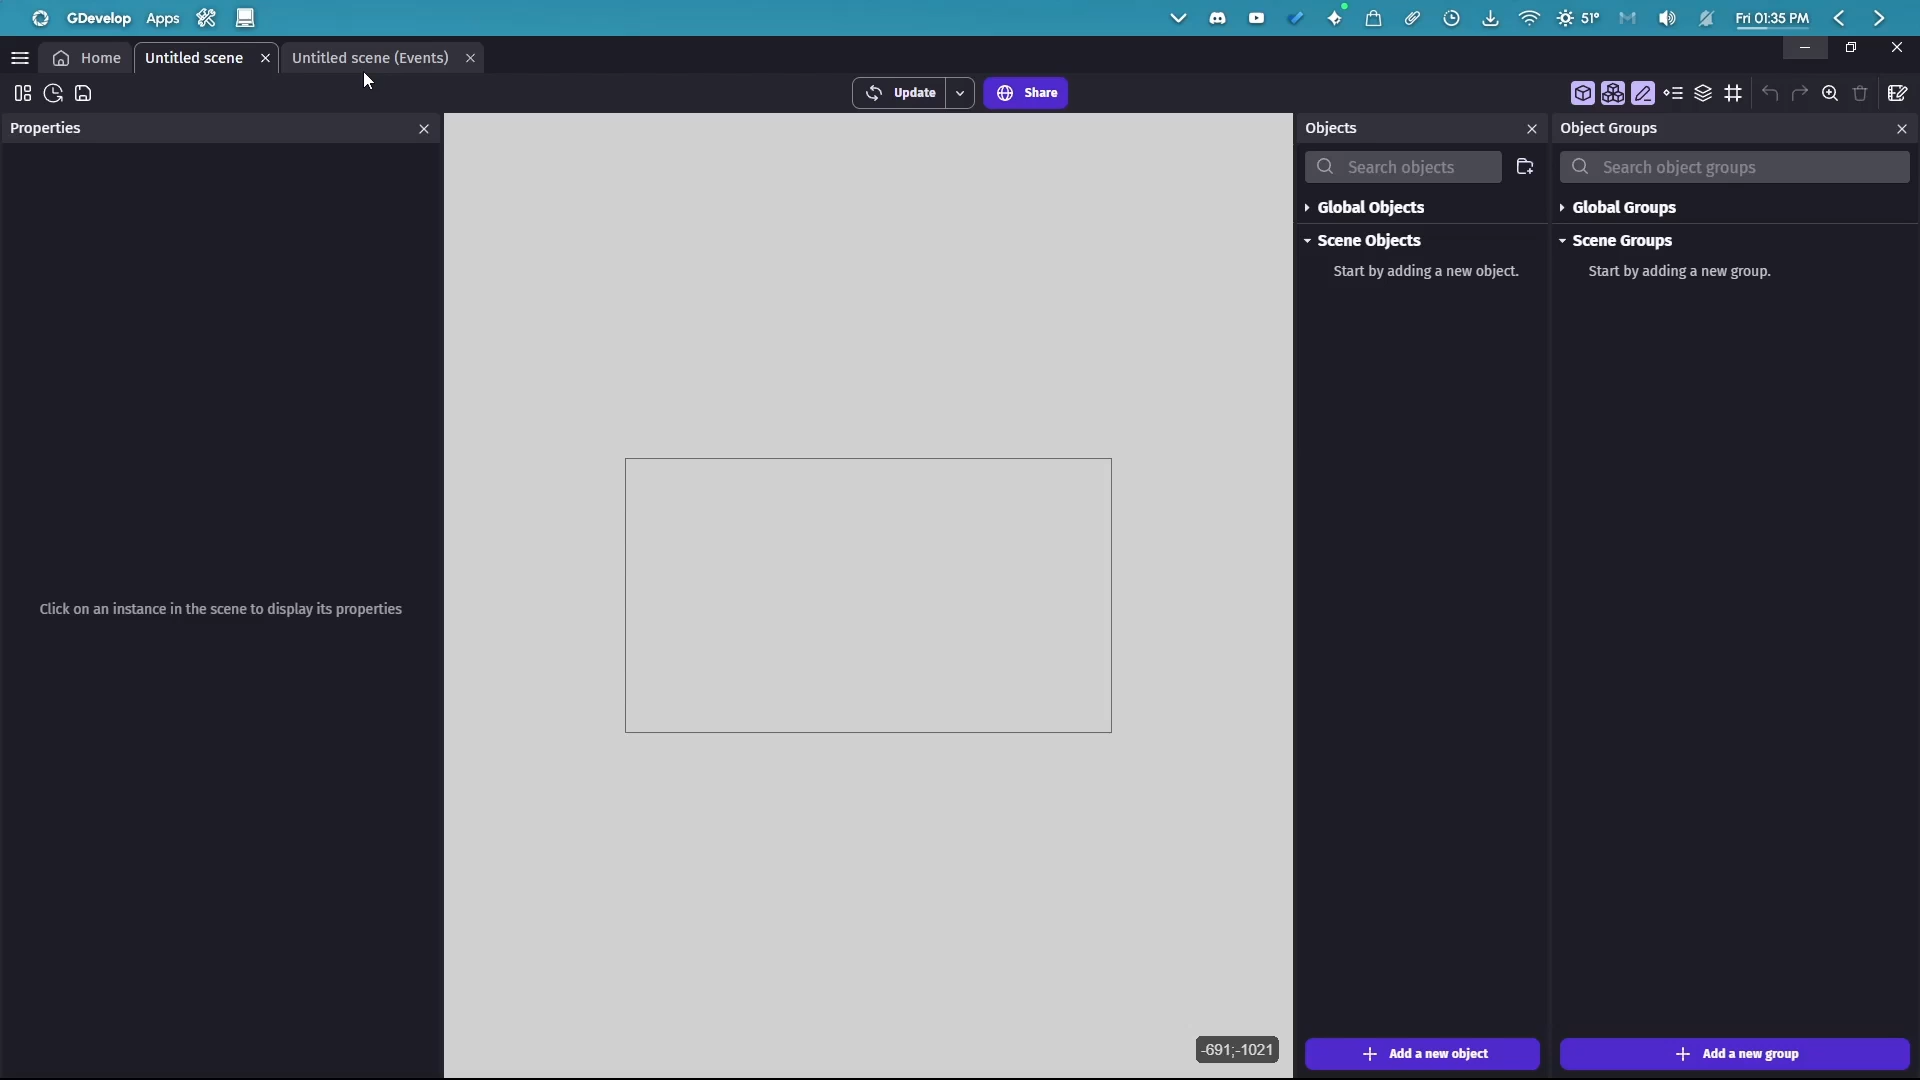 GDevelop Apps 51° Fri 01:35 PM
Home Untitled scene Untitled scene (Events)
Update Share
Properties Objects Object Groups
Search objects Search object groups
Global Objects Global Groups
Scene Objects Scene Groups
Start by adding a new object. Start by adding a new group.
Click on an instance in the scene to display its properties
-691;-1021
Add a new object Add a new group